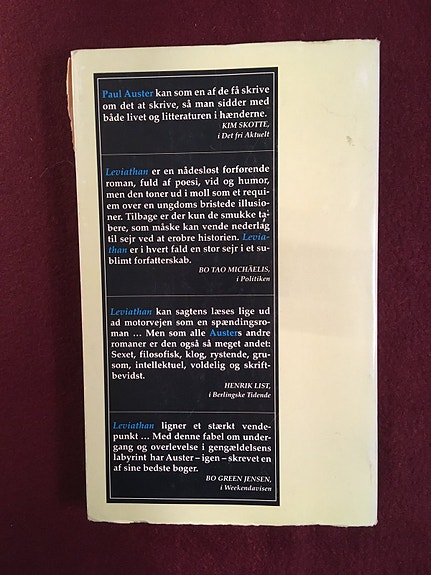 Paul Auster kan som en af de få skrive
om det at skrive, så man sidder med
både livet og litteraturen i hænderne.
KIM SKOTTE,
i Det fri Aktuelt
Leviathan er en nådesløst forførende
roman, fuld af poesi, vid og humor,
men den toner ud i moll som et requi-
em over en ungdoms bristede illusio-
ner. Tilbage er der kun de smukke ta-
bere, som måske kan vende nederlag
til sejr ved at erobre historien. Levia-
than er i hvert fald en stor sejr i et su-
blimt forfatterskab.
BO TAO MICHAËLIS,
i Politiken
Leviathan kan sagtens læses lige ud
ad motorvejen som en spændingsro-
man ... Men som alle Austers andre
romaner er den også så meget andet:
Sexet, filosofisk, klog, rystende, gru-
som, intellektuel, voldelig og skrift-
bevidst.
HENRIK LIST,
i Berlingske Tidende
Leviathan ligner et stærkt vende-
punkt ... Med denne fabel om under-
gang og overlevelse i gengældelsens
labyrint har Auster – igen – skrevet en
af sine bedste bøger.
BO GREEN JENSEN,
i Weekendavisen